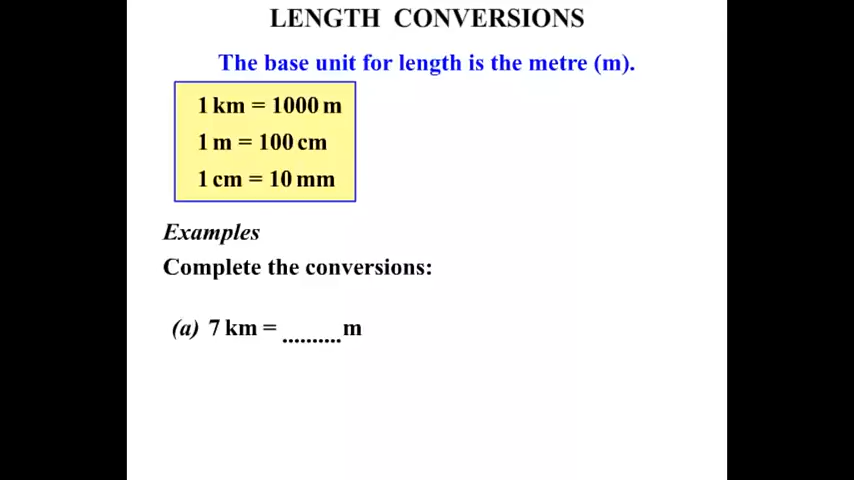 LENGTH CONVERSIONS
The base unit for length is the metre (m).
1 km = 1000 m
1 m = 100 cm
1 cm = 10 mm
Examples
Complete the conversions:
(a) 7 km = .......... m